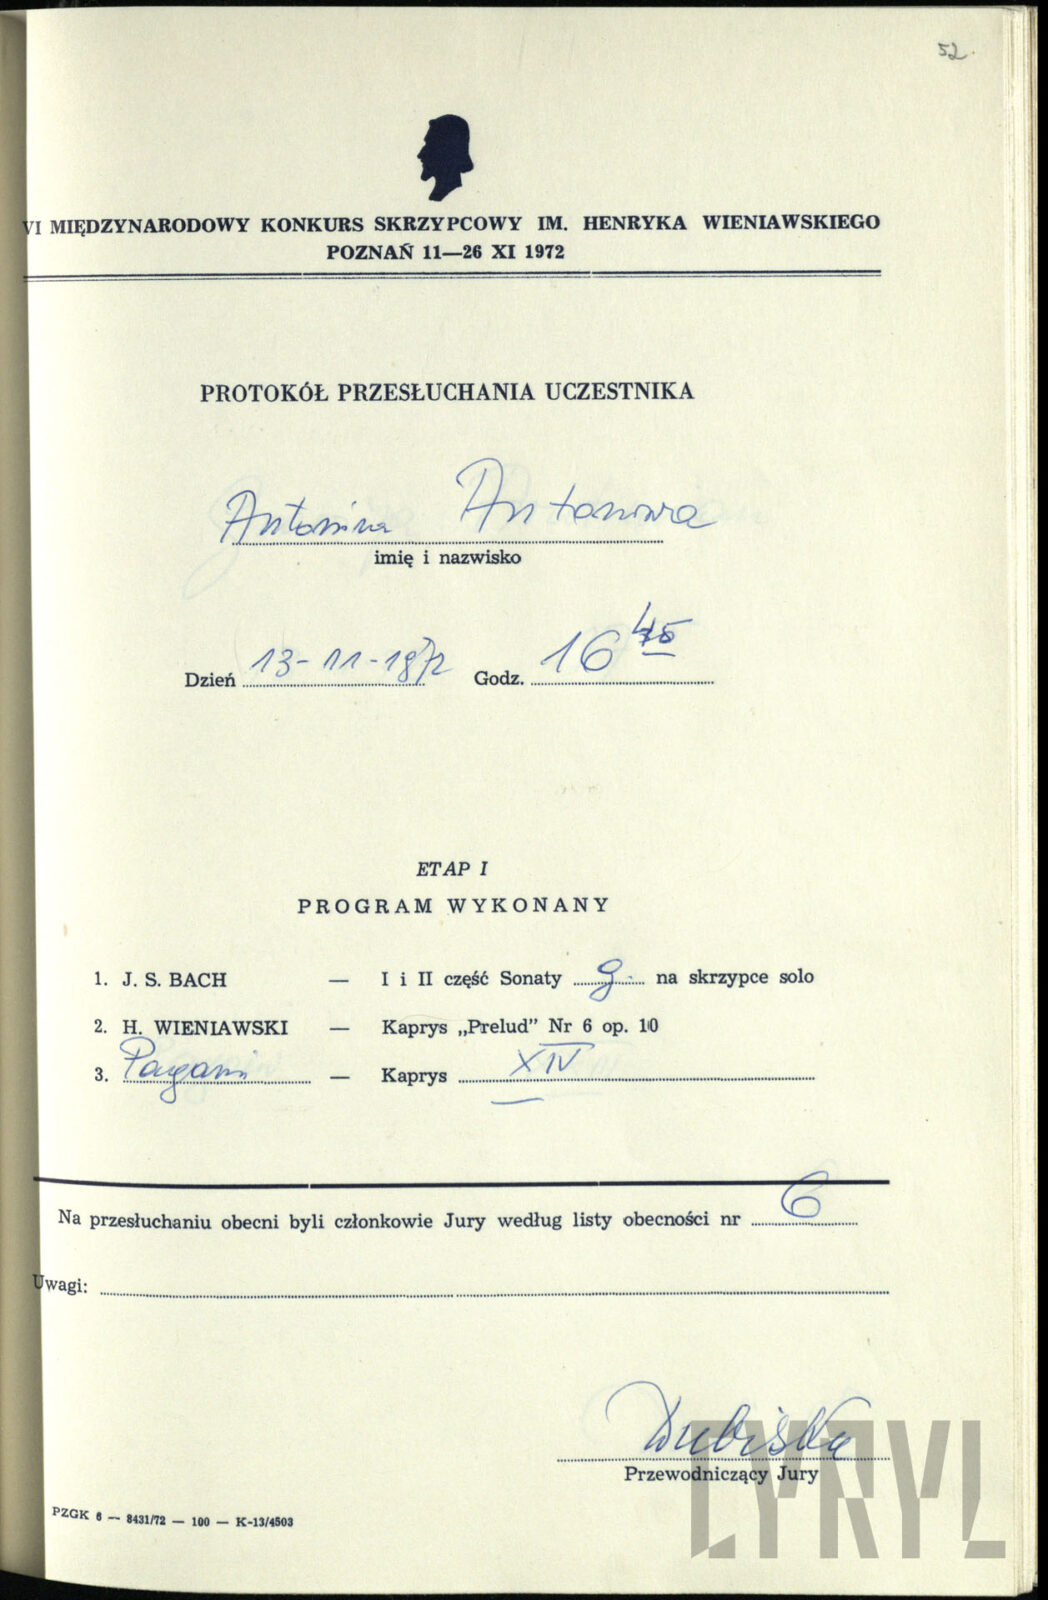 52.
VI MIĘDZYNARODOWY KONKURS SKRZYPCOWY IM. HENRYKA WIENIAWSKIEGO
POZNAŃ 11—26 XI 1972
PROTOKÓŁ PRZESŁUCHANIA UCZESTNIKA
Antonina Antonowa
imię i nazwisko
Dzień 13-11-1972 Godz. 16 45
ETAP I
PROGRAM WYKONANY
1. J. S. BACH — I i II część Sonaty g. na skrzypce solo
2. H. WIENIAWSKI — Kaprys „Prelud” Nr 6 op. 10
3. Pagani — Kaprys XIV
Na przesłuchaniu obecni byli członkowie Jury według listy obecności nr 6
Uwagi:
Dubiska
Przewodniczący Jury
PZGK 6 — 8431/72 — 100 — K-13/4503
CYRYL